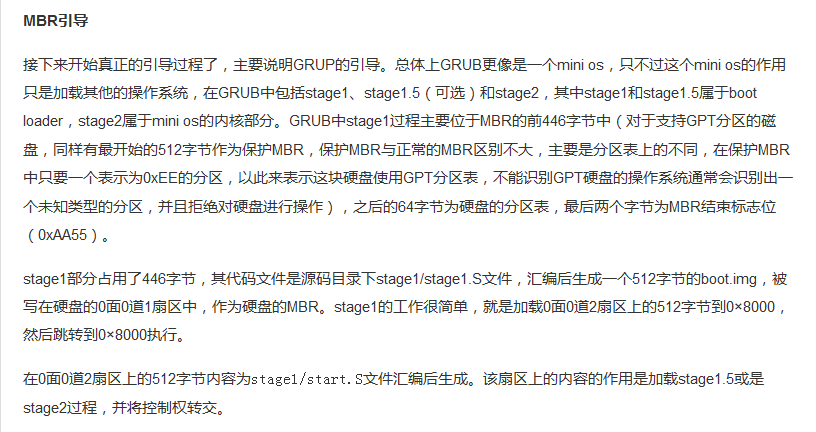 MBR引导
接下来开始真正的引导过程了，主要说明GRUP的引导。总体上GRUB更像是一个mini os，只不过这个mini os的作用
只是加载其他的操作系统，在GRUB中包括stage1、stage1.5（可选）和stage2，其中stage1和stage1.5属于boot
loader，stage2属于mini os的内核部分。GRUB中stage1过程主要位于MBR的前446字节中（对于支持GPT分区的磁
盘，同样有最开始的512字节作为保护MBR，保护MBR与正常的MBR区别不大，主要是分区表上的不同，在保护MBR
中只要一个表示为0xEE的分区，以此来表示这块硬盘使用GPT分区表，不能识别GPT硬盘的操作系统通常会识别出一
个未知类型的分区，并且拒绝对硬盘进行操作），之后的64字节为硬盘的分区表，最后两个字节为MBR结束标志位
（0xAA55）。
stage1部分占用了446字节，其代码文件是源码目录下stage1/stage1.S文件，汇编后生成一个512字节的boot.img，被
写在硬盘的0面0道1扇区中，作为硬盘的MBR。stage1的工作很简单，就是加载0面0道2扇区上的512字节到0×8000，
然后跳转到0×8000执行。
在0面0道2扇区上的512字节内容为stage1/start.S文件汇编后生成。该扇区上的内容的作用是加载stage1.5或是
stage2过程，并将控制权转交。